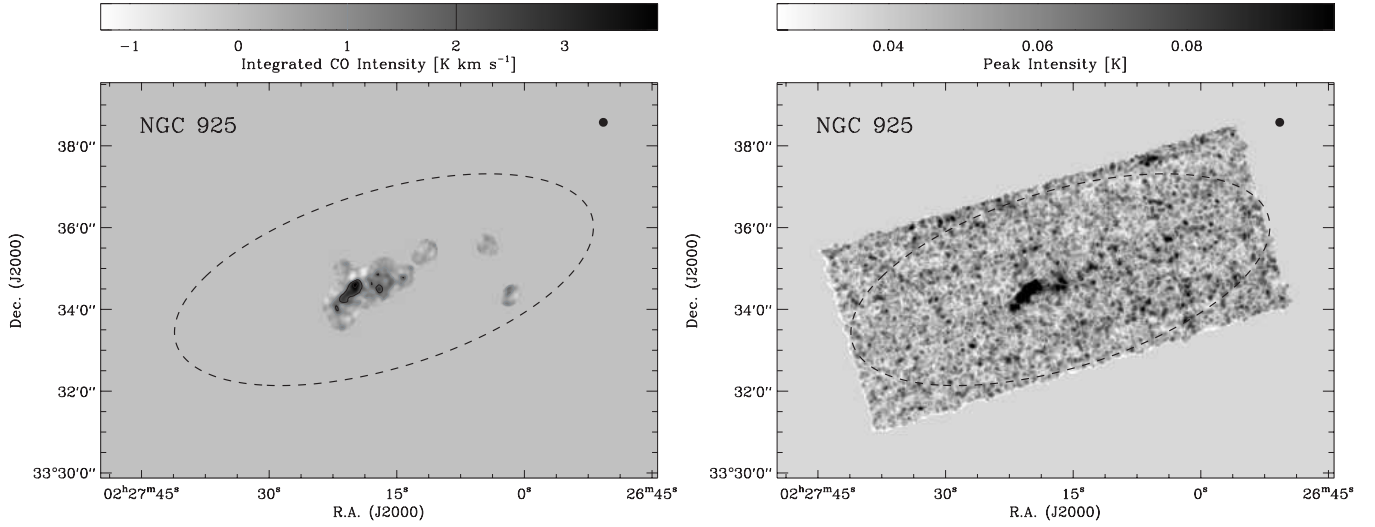 −1 0 1 2 3
Integrated CO Intensity [K km s⁻¹]
NGC 925
38'0''
36'0''
34'0''
32'0''
33°30'0''
Dec. (J2000)
02ʰ27ᵐ45ˢ 30ˢ 15ˢ 0ˢ 26ᵐ45ˢ
R.A. (J2000)
0.04 0.06 0.08
Peak Intensity [K]
NGC 925
38'0''
36'0''
34'0''
32'0''
33°30'0''
Dec. (J2000)
02ʰ27ᵐ45ˢ 30ˢ 15ˢ 0ˢ 26ᵐ45ˢ
R.A. (J2000)